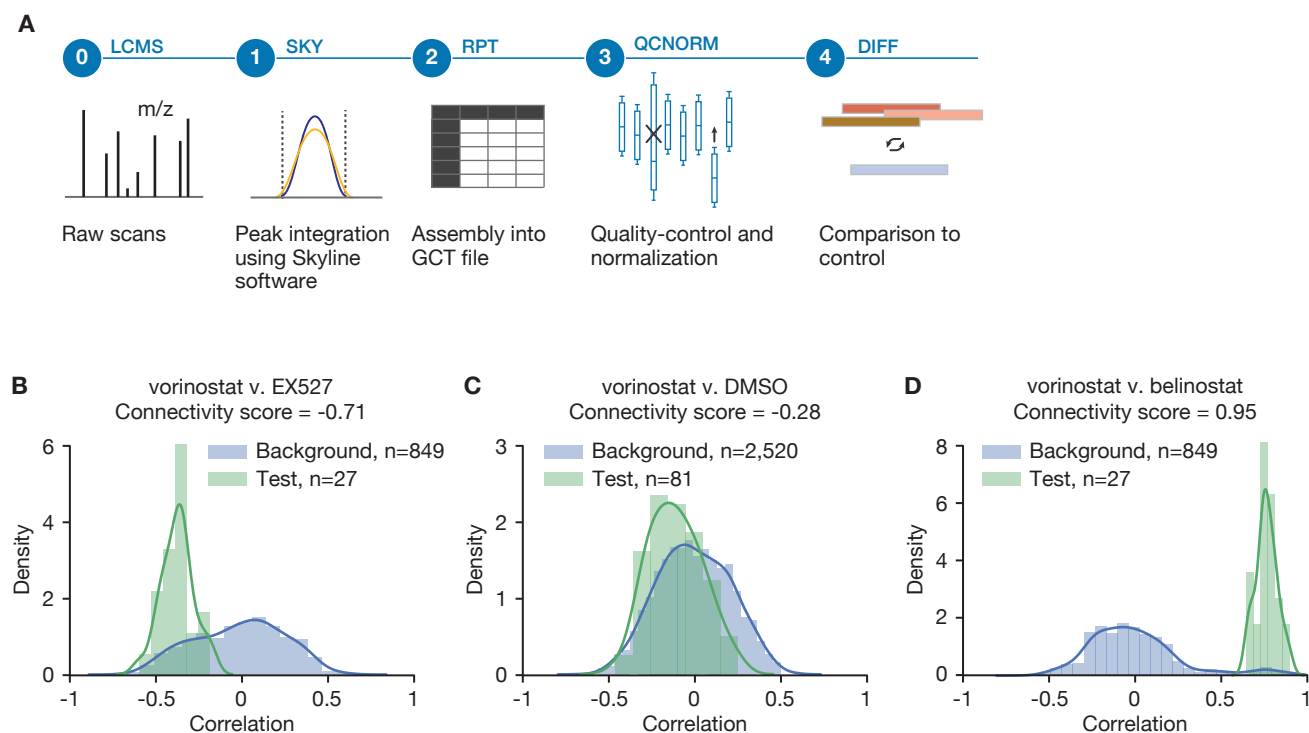 A
0 LCMS 1 SKY 2 RPT 3 QCNORM 4 DIFF
m/z
Raw scans
Peak integration
using Skyline
software
Assembly into
GCT file
Quality-control and
normalization
Comparison to
control
B
vorinostat v. EX527
Connectivity score = -0.71
Background, n=849
Test, n=27
6
4
2
0
Density
-1 -0.5 0 0.5 1
Correlation
C
vorinostat v. DMSO
Connectivity score = -0.28
Background, n=2,520
Test, n=81
3
2
1
0
Density
-1 -0.5 0 0.5 1
Correlation
D
vorinostat v. belinostat
Connectivity score = 0.95
Background, n=849
Test, n=27
8
6
4
2
0
Density
-1 -0.5 0 0.5 1
Correlation